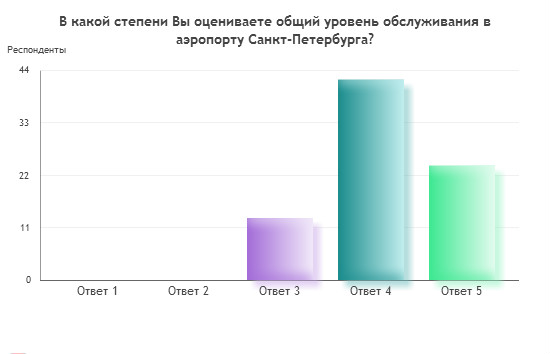 В какой степени Вы оцениваете общий уровень обслуживания в
аэропорту Санкт-Петербурга?
Респонденты
44
33
22
11
0
Ответ 1 Ответ 2 Ответ 3 Ответ 4 Ответ 5